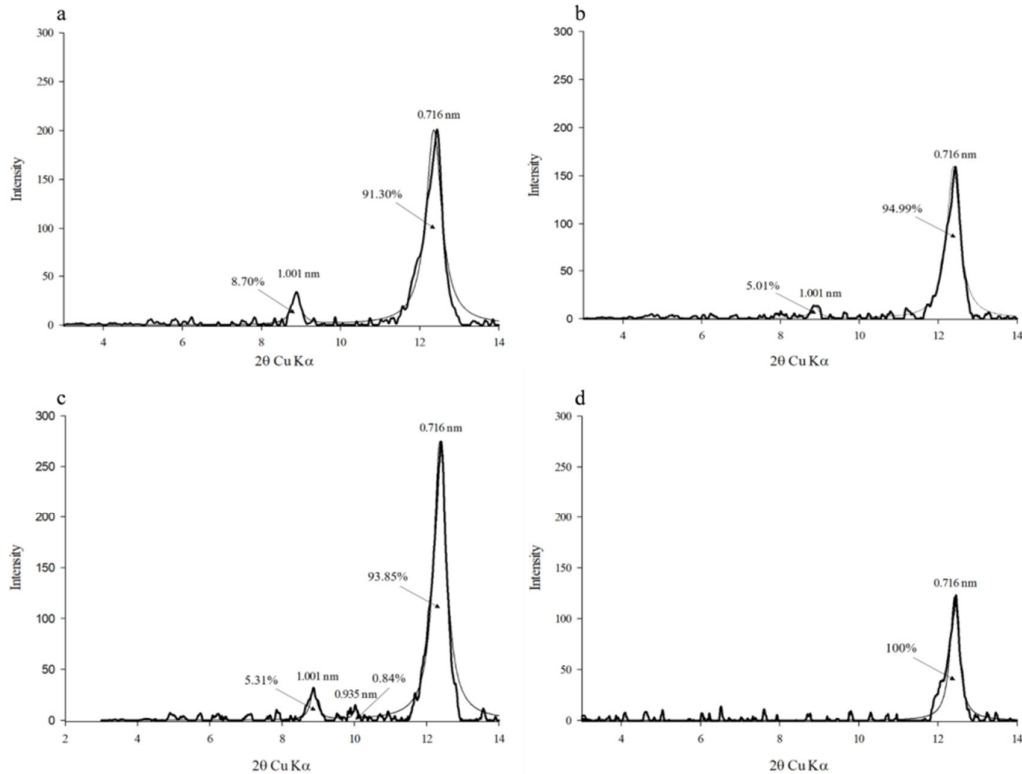 a
300
250
200
150
100
50
0
Intensity
0.716 nm
91.30%
1.001 nm
8.70%
4 6 8 10 12 14
2θ Cu Kα
b
300
250
200
150
100
50
0
Intensity
0.716 nm
94.99%
5.01%
1.001 nm
4 6 8 10 12 14
2θ Cu Kα
c
300
250
200
150
100
50
0
Intensity
0.716 nm
93.85%
5.31%
1.001 nm
0.935 nm
0.84%
2 4 6 8 10 12 14
2θ Cu Kα
d
300
250
200
150
100
50
0
Intensity
0.716 nm
100%
4 6 8 10 12 14
2θ Cu Kα